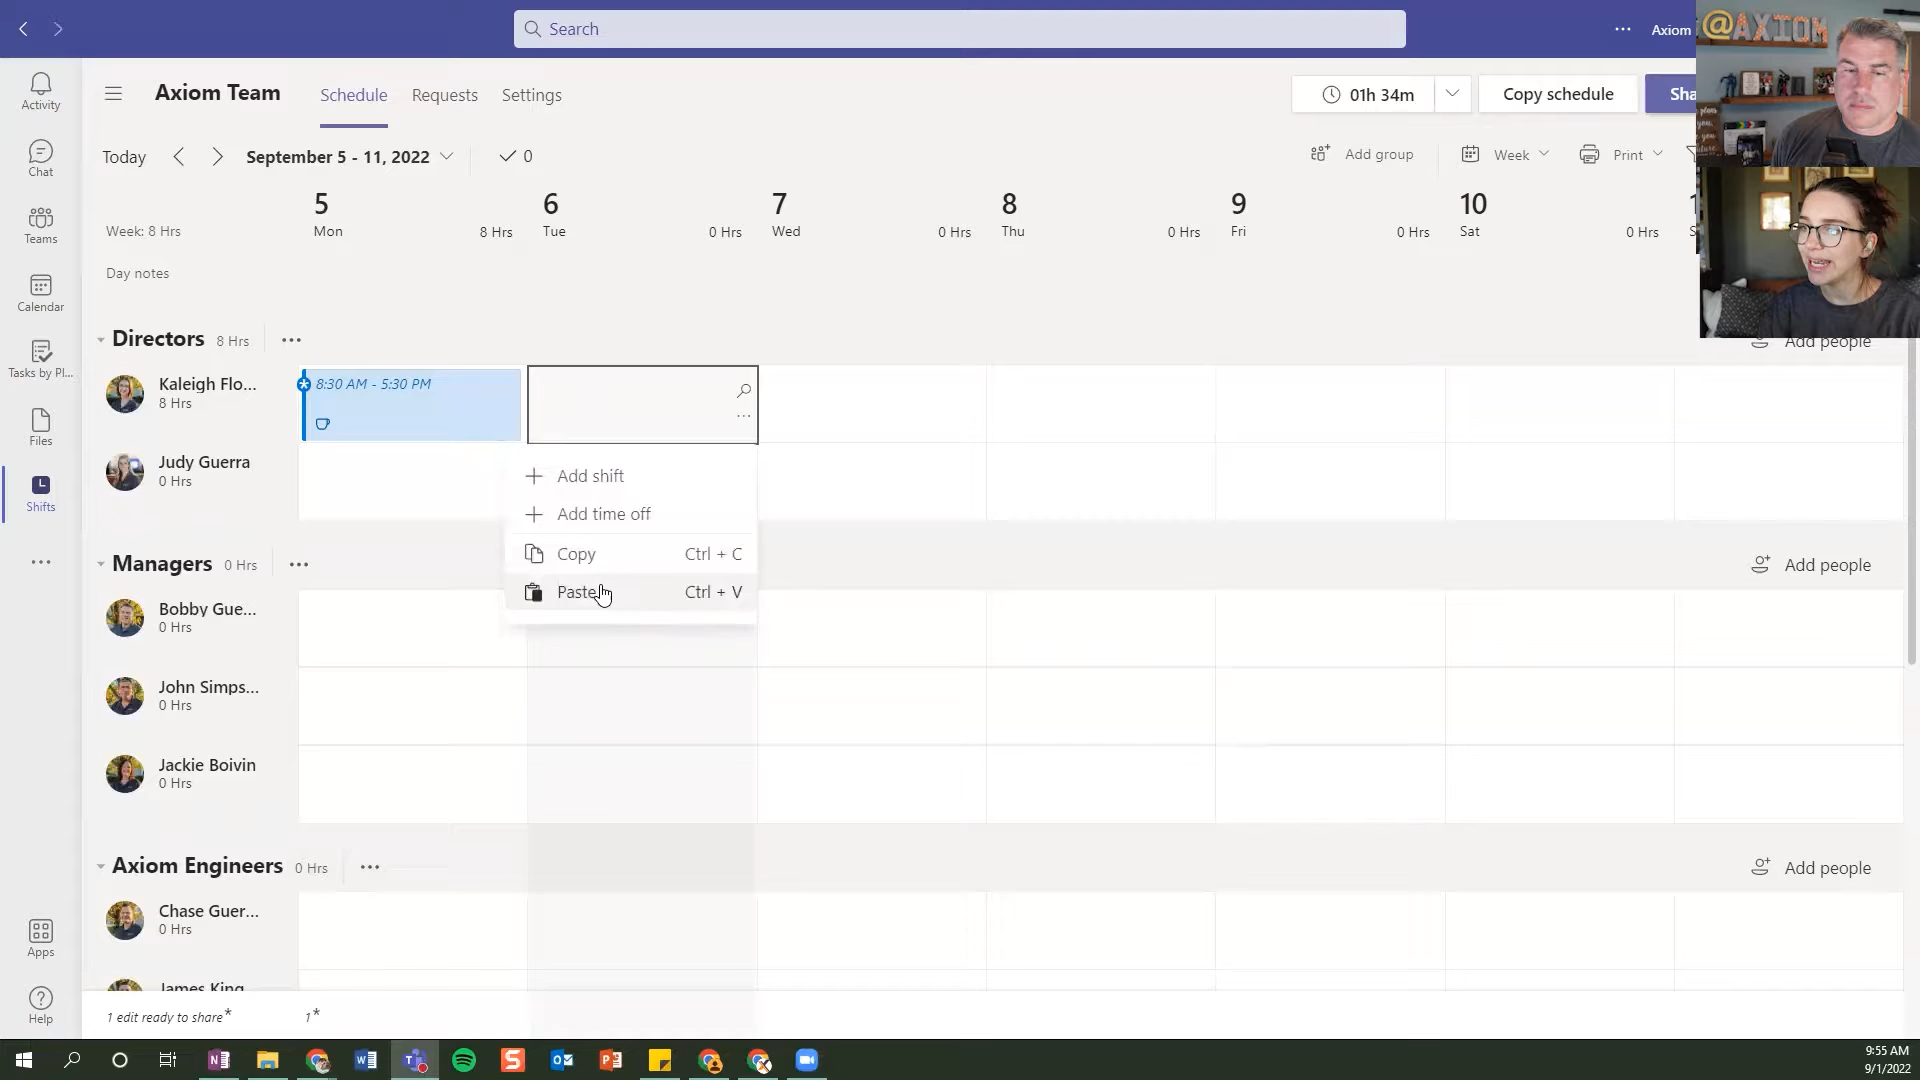 Search
Axiom
@AXIOM
Activity
Chat
Teams
Calendar
Tasks by Pl...
Files
Shifts
Apps
Help
Axiom Team
Schedule
Requests
Settings
01h 34m
Copy schedule
Sha
Today
September 5 - 11, 2022
0
Add group
Week
Print
Week: 8 Hrs
5
Mon
8 Hrs
6
Tue
0 Hrs
7
Wed
0 Hrs
8
Thu
0 Hrs
9
Fri
0 Hrs
10
Sat
0 Hrs
1
S
Day notes
Directors 8 Hrs
Add people
Kaleigh Flo...
8 Hrs
8:30 AM - 5:30 PM
Judy Guerra
0 Hrs
Add shift
Add time off
Copy Ctrl + C
Paste Ctrl + V
Managers 0 Hrs
Add people
Bobby Gue...
0 Hrs
John Simps...
0 Hrs
Jackie Boivin
0 Hrs
Axiom Engineers 0 Hrs
Add people
Chase Guer...
0 Hrs
James King
1 edit ready to share*
1*
9:55 AM
9/1/2022